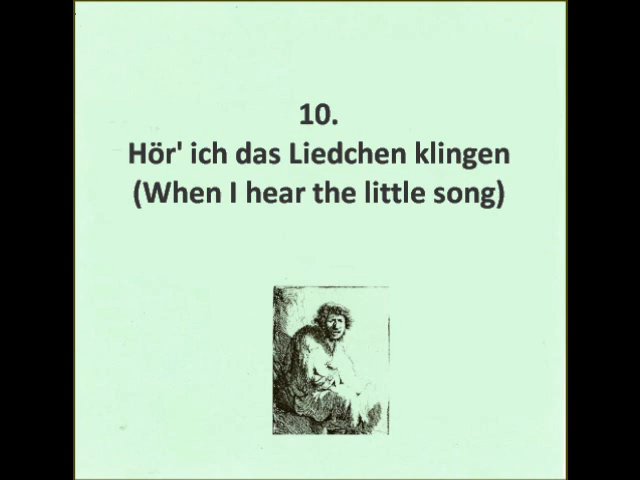 10.
Hör' ich das Liedchen klingen
(When I hear the little song)